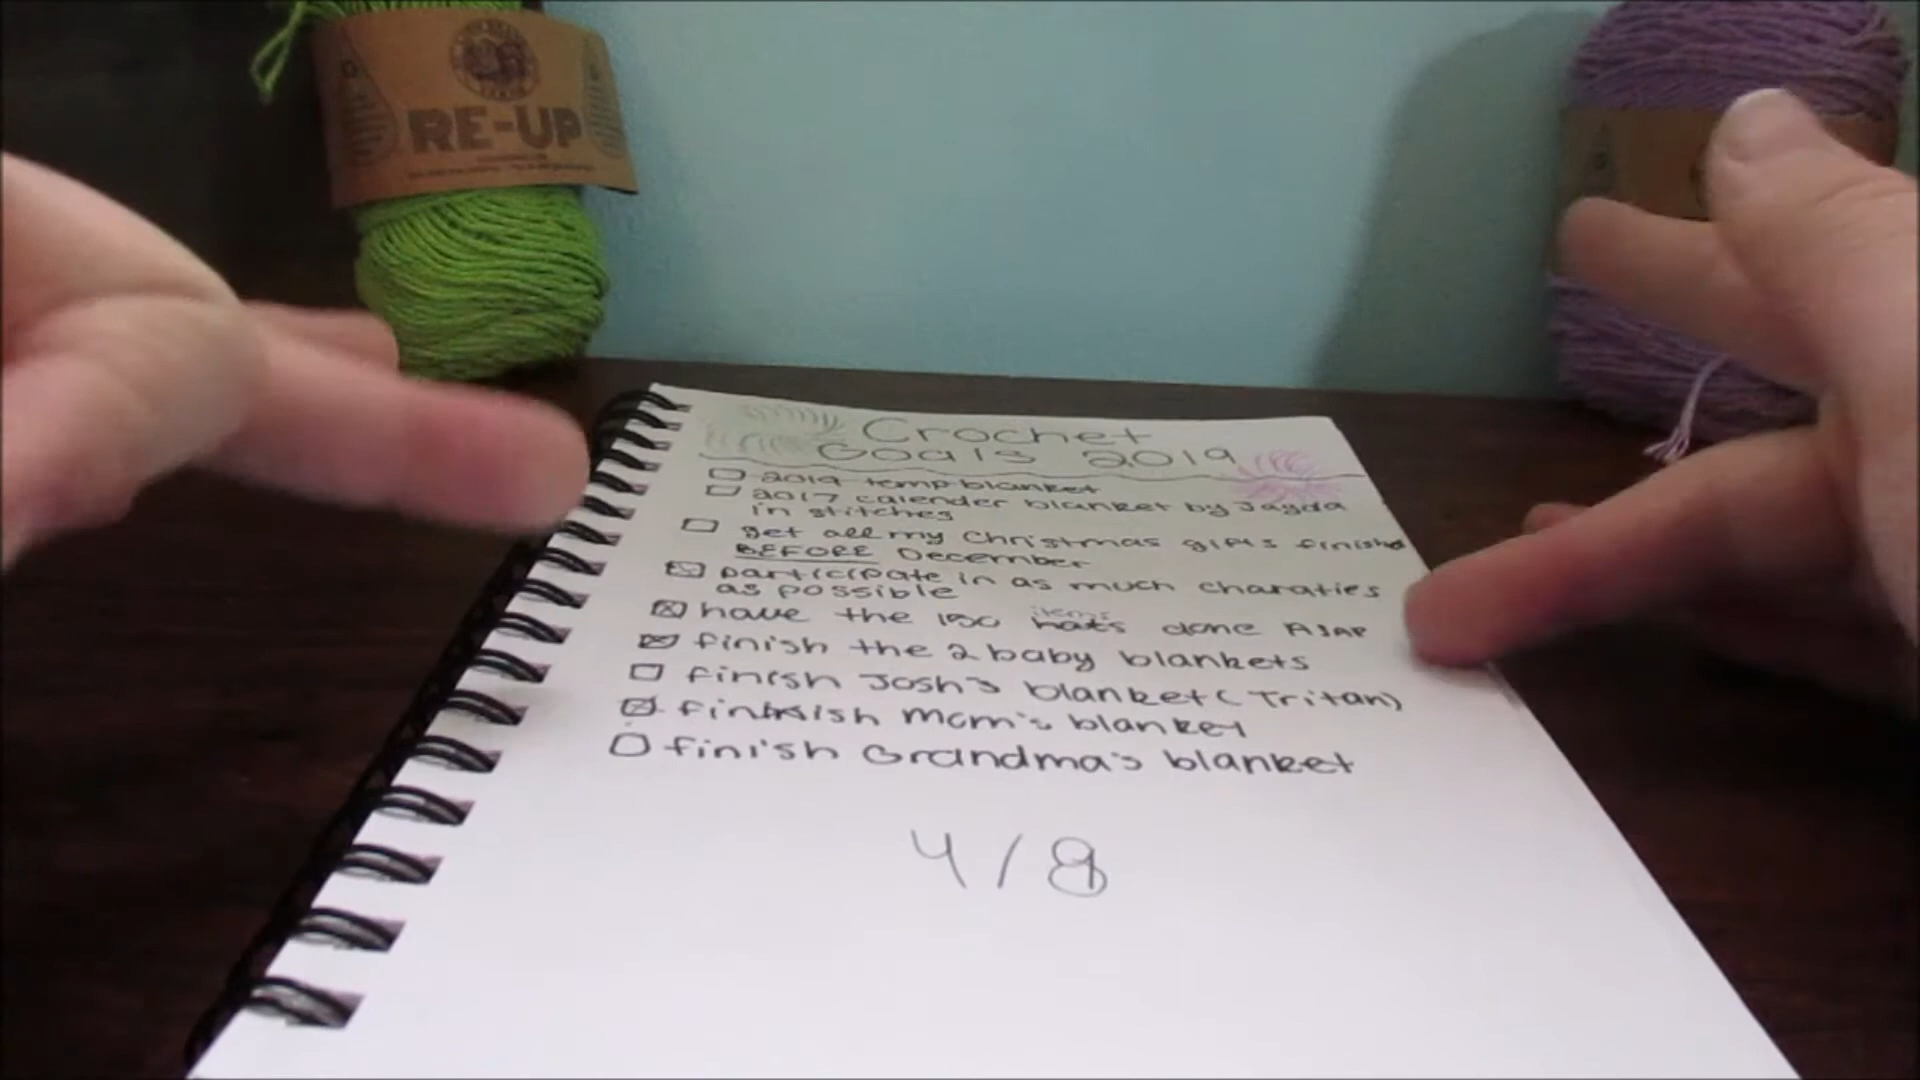 RE-UP
Crochet
Goals 2019
2019 temp blanket
2017 calender blanket by Jayda
in stitches
get all my Christmas gifts finished
BEFORE December
participate in as much charaties
as possible
items
have the 150 hats done ASAP
finish the 2 baby blankets
finish Josh's blanket (Tritan)
finish mom's blanket
finish Grandma's blanket
4/8